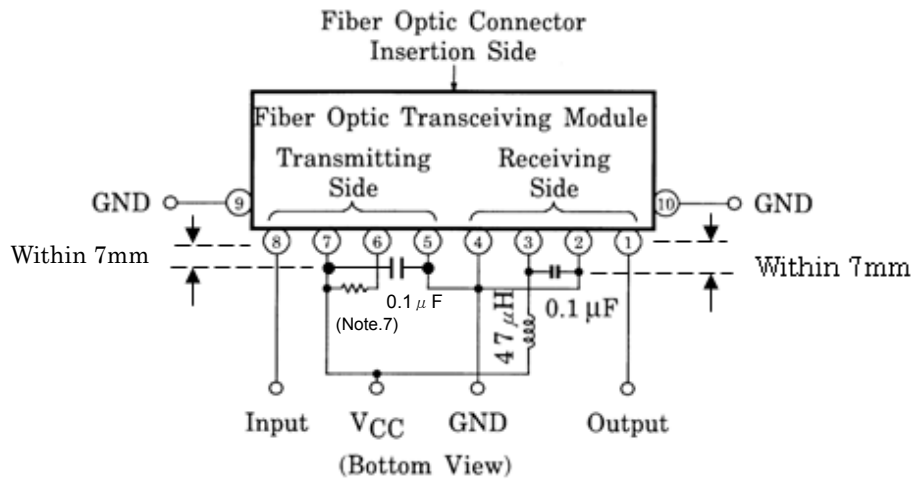 Fiber Optic Connector
Insertion Side
Fiber Optic Transceiving Module
Transmitting
Side
Receiving
Side
GND
9
10
GND
8
7
6
5
4
3
2
1
Within 7mm
Within 7mm
0.1 μ F
(Note.7)
47μH
0.1 μF
Input
VCC
GND
Output
(Bottom View)